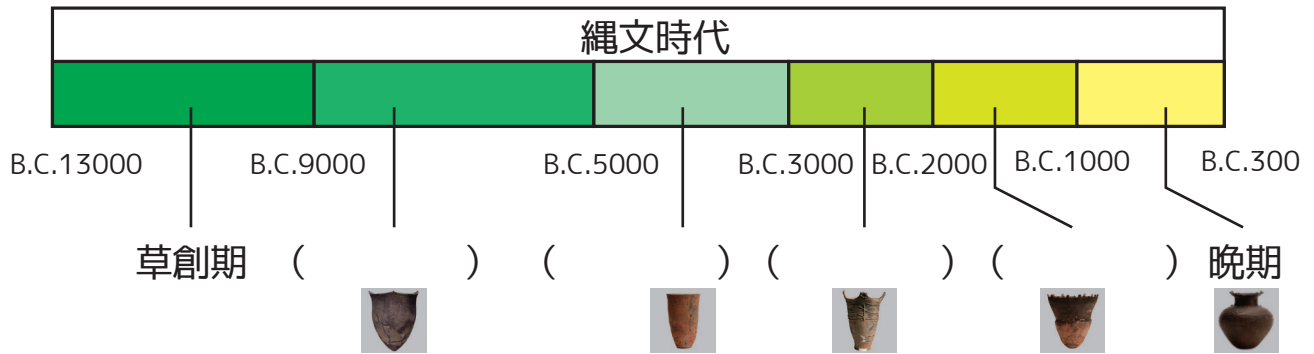 縄文時代
B.C.13000 B.C.9000 B.C.5000 B.C.3000 B.C.2000 B.C.1000 B.C.300
草創期 （　　　　） （　　　　） （　　　　） （　　　　） 晩期